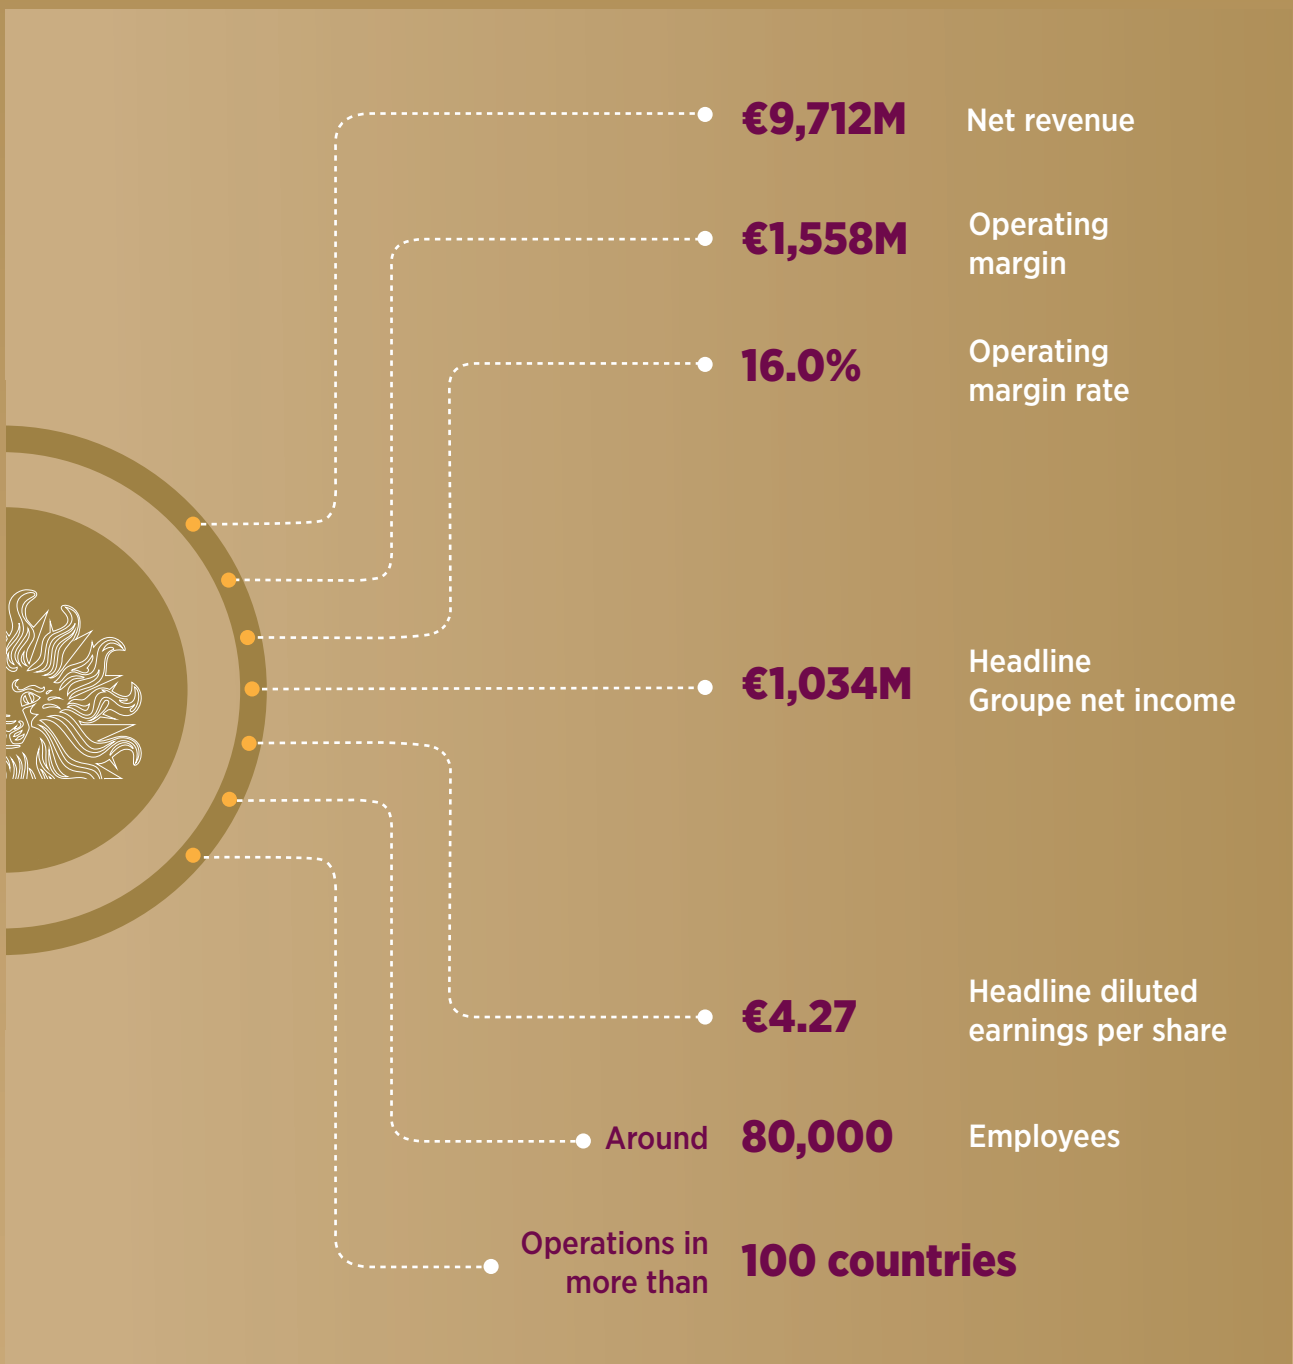 €9,712M Net revenue
€1,558M Operating
margin
16.0% Operating
margin rate
€1,034M Headline
Groupe net income
€4.27 Headline diluted
earnings per share
Around 80,000 Employees
Operations in
more than 100 countries